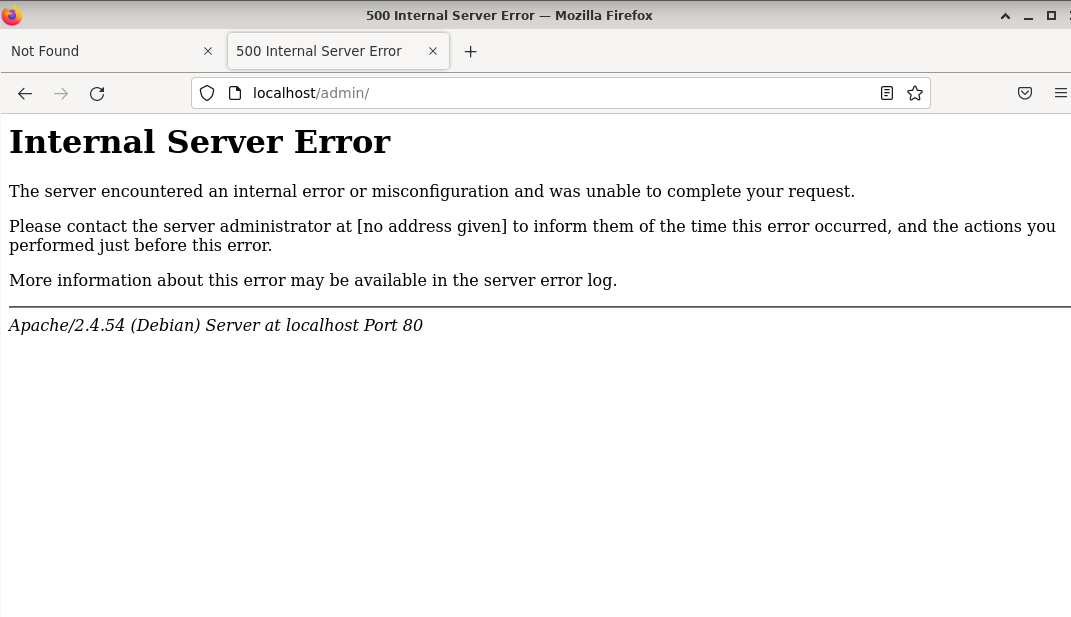 500 Internal Server Error — Mozilla Firefox
Not Found
500 Internal Server Error
localhost/admin/
Internal Server Error
The server encountered an internal error or misconfiguration and was unable to complete your request.
Please contact the server administrator at [no address given] to inform them of the time this error occurred, and the actions you
performed just before this error.
More information about this error may be available in the server error log.
Apache/2.4.54 (Debian) Server at localhost Port 80